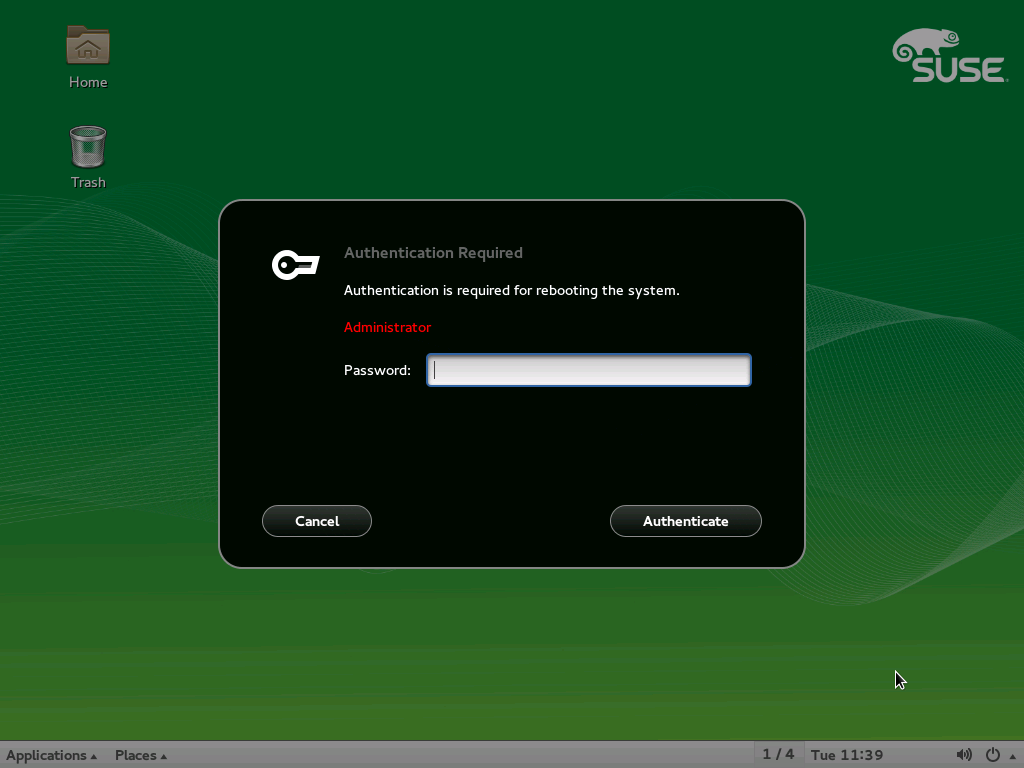 Home
SUSE
Trash
Authentication Required
Authentication is required for rebooting the system.
Administrator
Password:
Cancel
Authenticate
Applications
Places
1 / 4
Tue 11:39